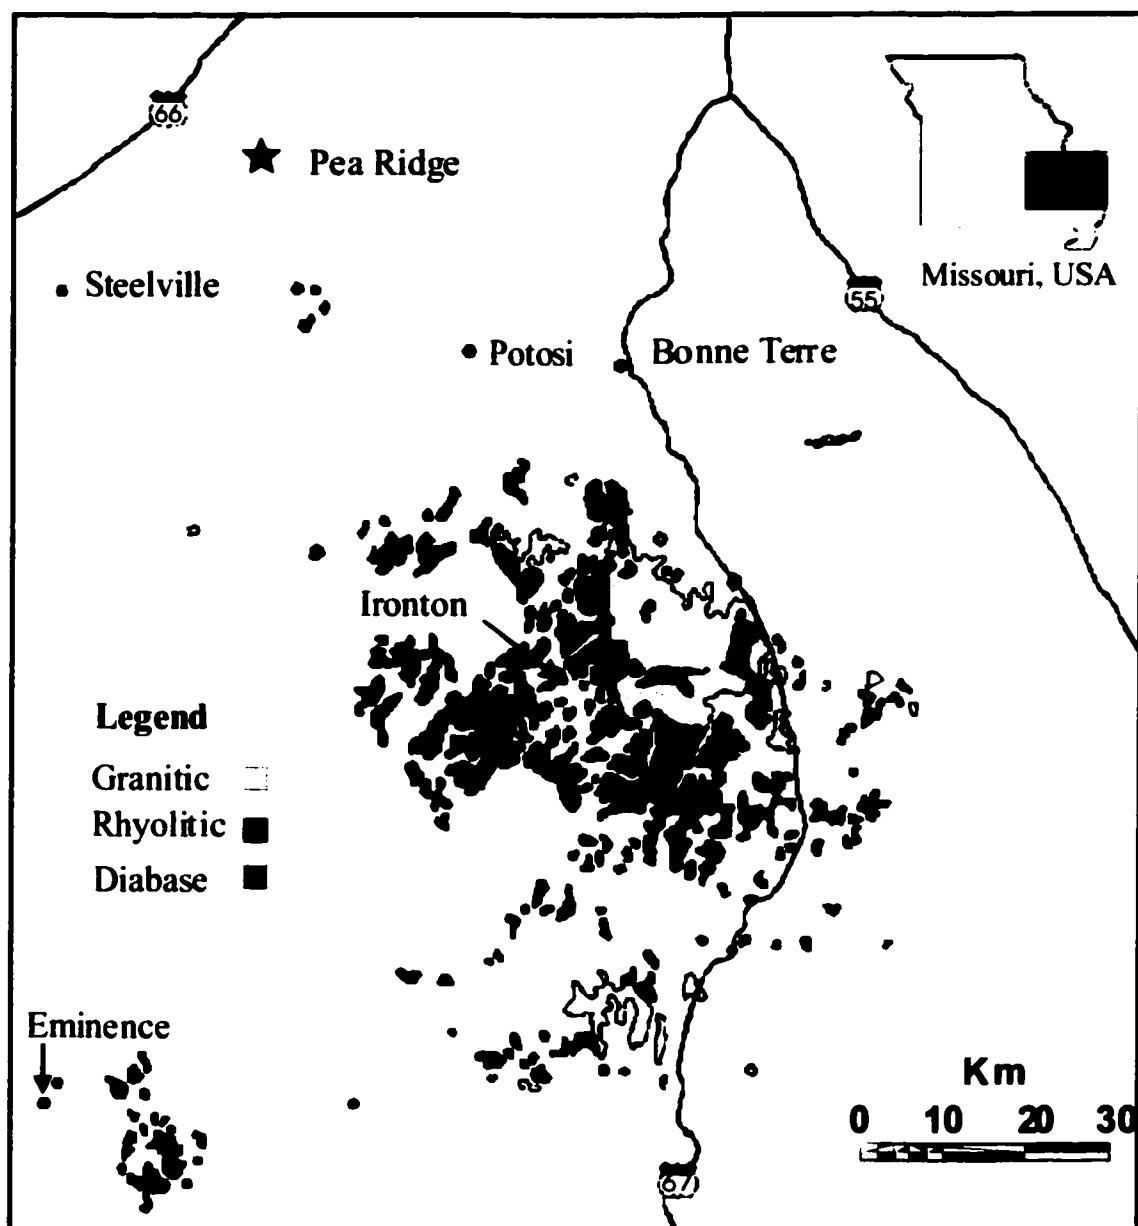 66
Pea Ridge
Missouri, USA
Steelville
55
Potosi
Bonne Terre
Ironton
Legend
Granitic
Rhyolitic
Diabase
Eminence
Km
0 10 20 30
67